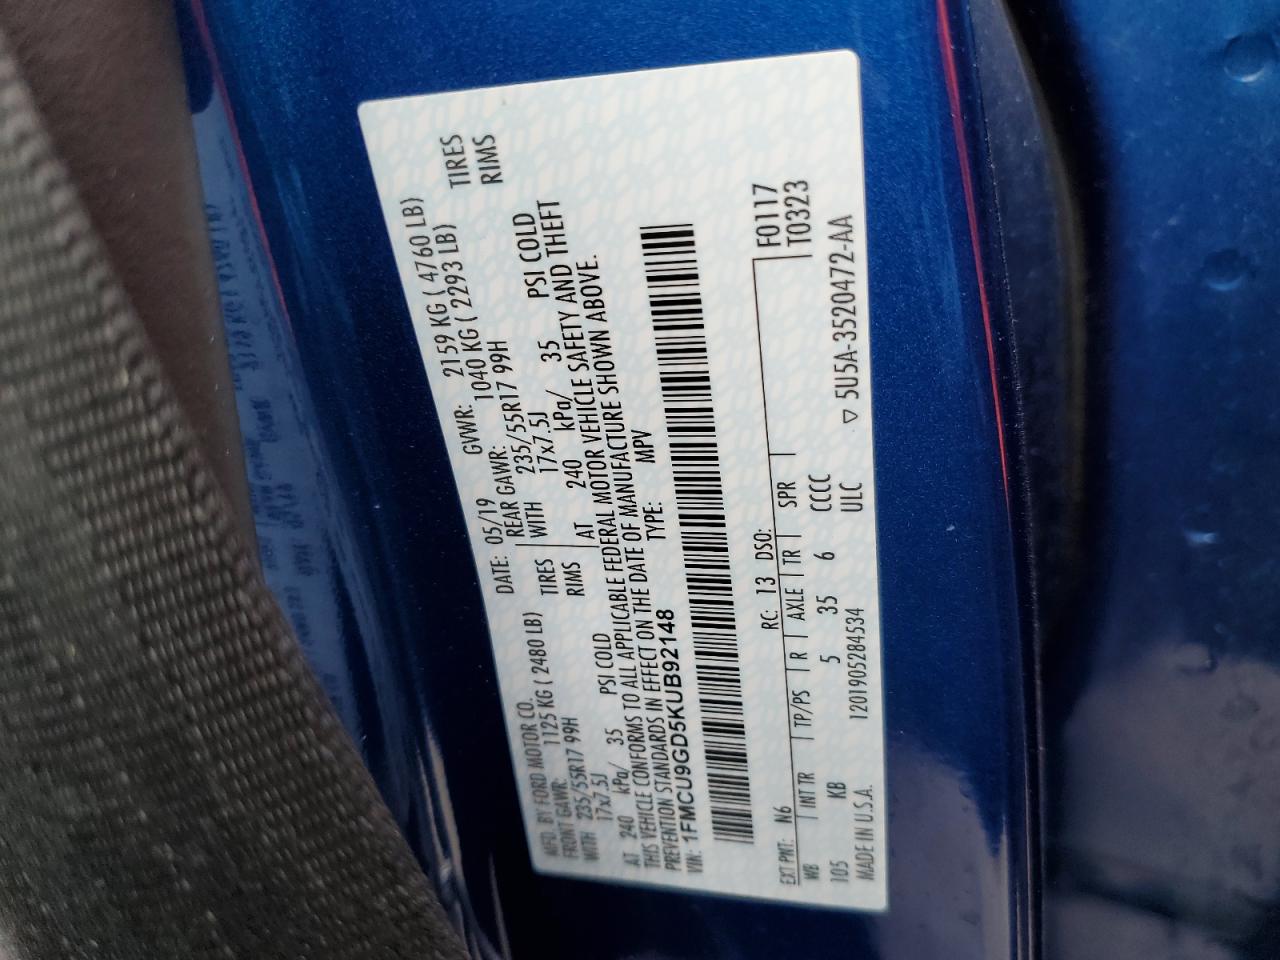 MFD. BY FORD MOTOR CO.
DATE: 05/19 GVWR: 2159 KG ( 4760 LB)
FRONT GAWR: 1125 KG ( 2480 LB) REAR GAWR: 1040 KG ( 2293 LB)
WITH 235/55R17 99H TIRES WITH 235/55R17 99H TIRES
17x7.5J RIMS 17x7.5J RIMS
AT 240 kPa/ 35 PSI COLD AT 240 kPa/ 35 PSI COLD
THIS VEHICLE CONFORMS TO ALL APPLICABLE FEDERAL MOTOR VEHICLE SAFETY AND THEFT
PREVENTION STANDARDS IN EFFECT ON THE DATE OF MANUFACTURE SHOWN ABOVE.
VIN: 1FMCU9GD5KUB92148 TYPE: MPV
EXT PNT: N6 RC: 13 DSO: F0117
T0323
WB INT TR TP/PS R AXLE TR SPR
105 KB 5 35 6 CCCC
MADE IN U.S.A. 1201905284534 ULC ▽ 5U5A-3520472-AA